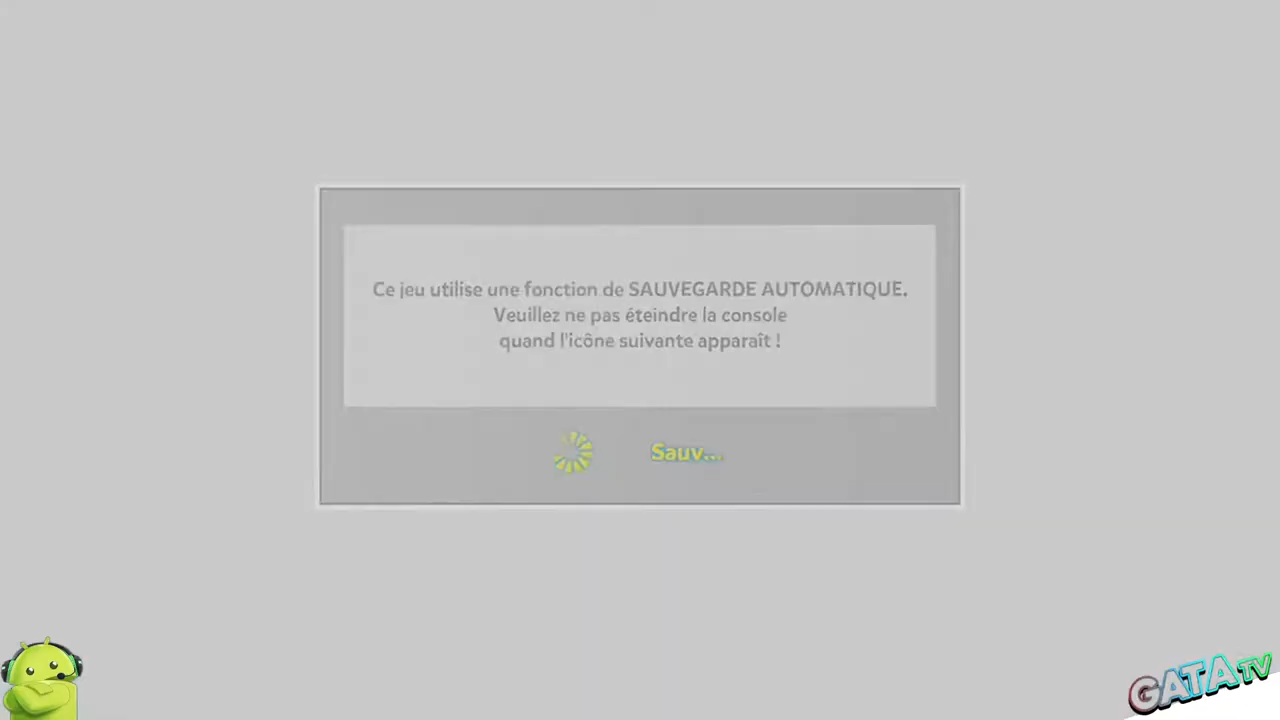 Ce jeu utilise une fonction de SAUVEGARDE AUTOMATIQUE.
Veuillez ne pas éteindre la console
quand l'icône suivante apparaît !
Sauv...
GATA TV